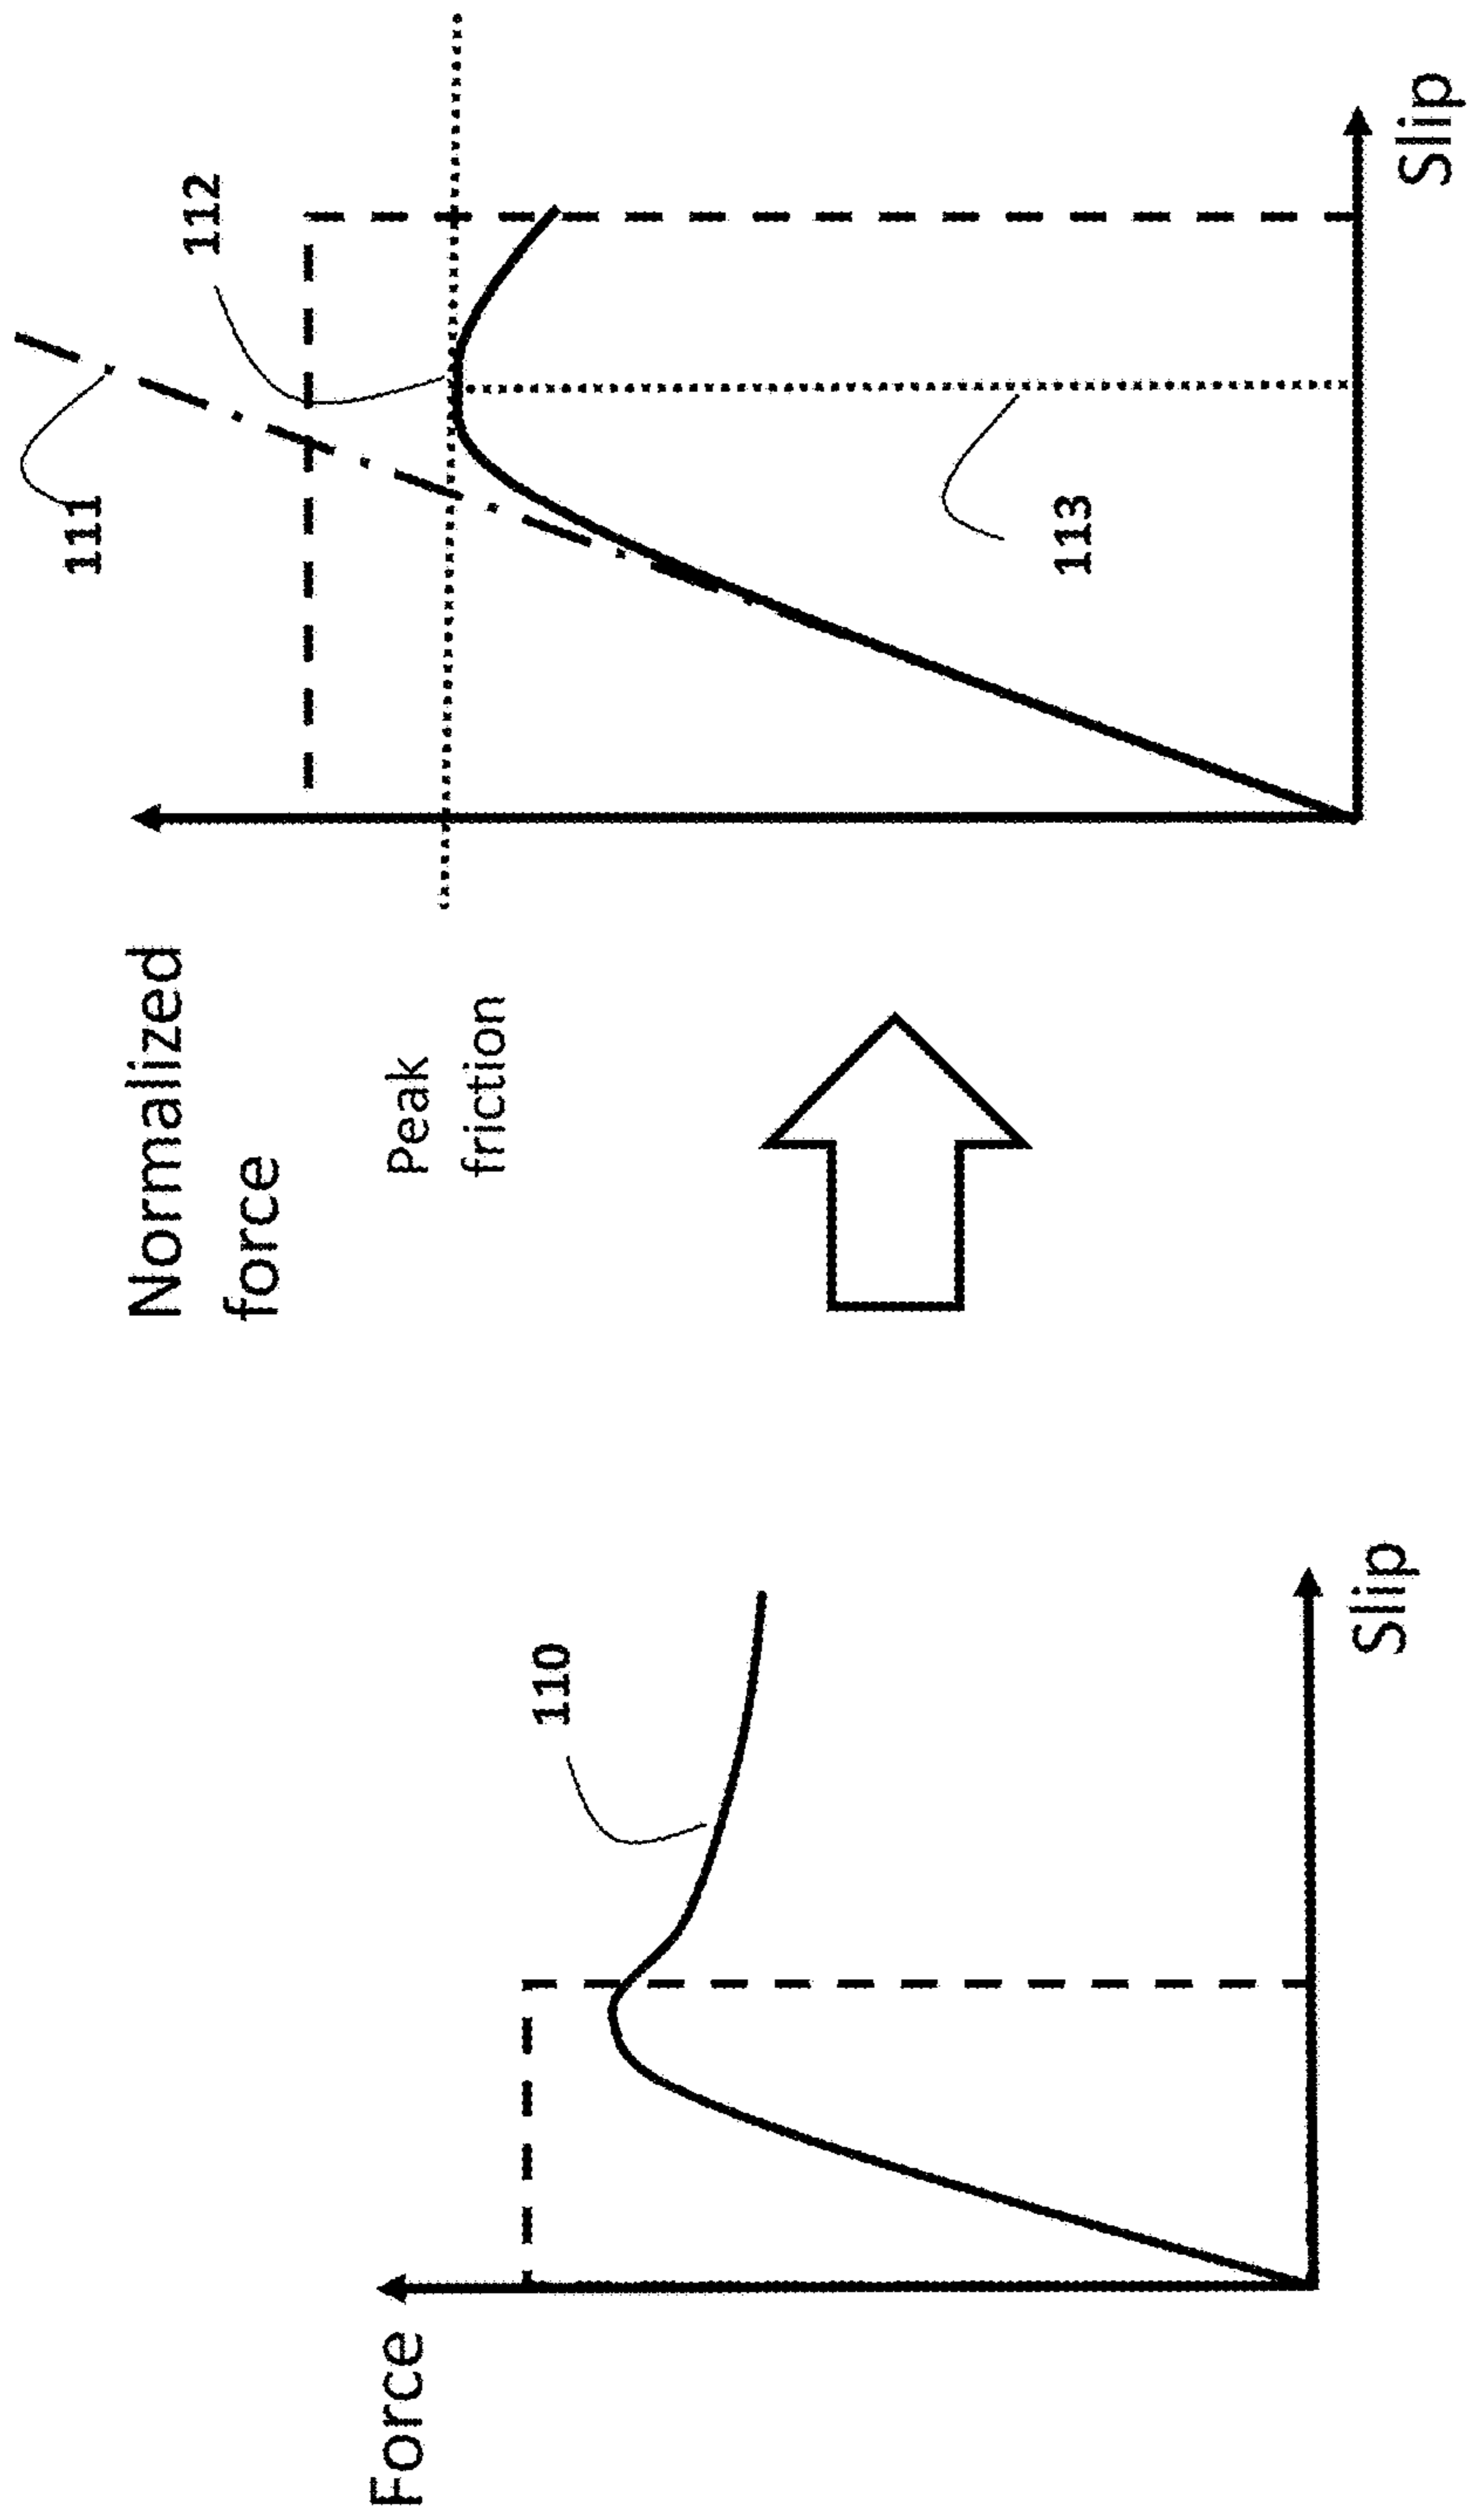 Force
110
Slip
Normalized
force
Peak
friction
111
112
113
Slip